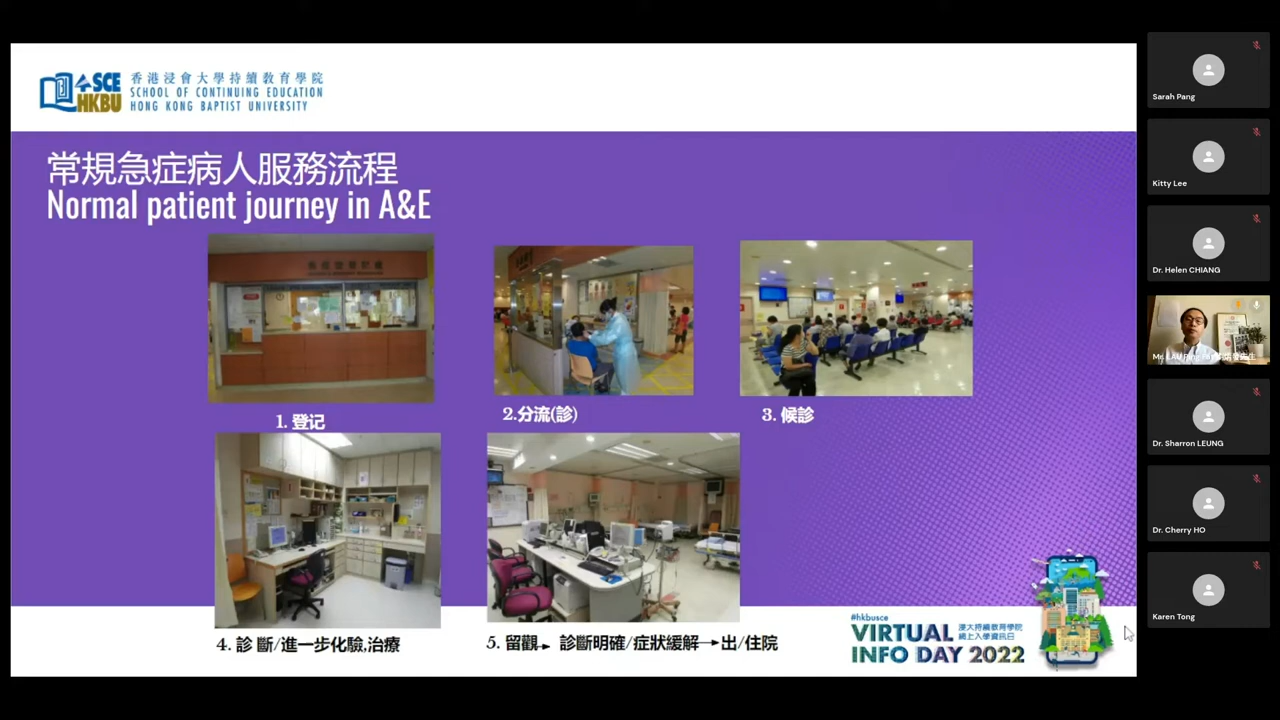 SCE
HKBU
香港浸會大學持續教育學院
SCHOOL OF CONTINUING EDUCATION
HONG KONG BAPTIST UNIVERSITY
常規急症病人服務流程
Normal patient journey in A&E
1. 登记
2.分流(診)
3. 候診
4. 診 斷/進一步化驗,治療
5. 留觀→ 診斷明確/症狀緩解→出/住院
#hkbusce
VIRTUAL
INFO DAY 2022
浸大持續教育學院
網上入學資訊日
Sarah Pang
Kitty Lee
Dr. Helen CHIANG
Dr. Sharron LEUNG
Dr. Cherry HO
Karen Tong